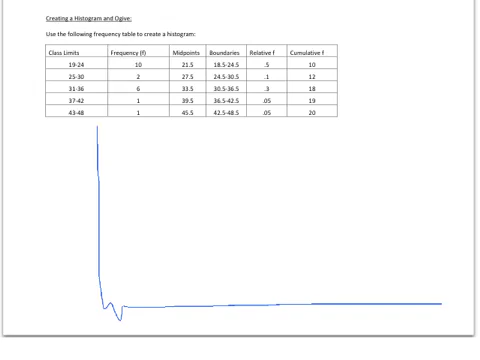 Creating a Histogram and Ogive:
Use the following frequency table to create a histogram:
Class Limits Frequency (f) Midpoints Boundaries Relative f Cumulative f
19-24 10 21.5 18.5-24.5 .5 10
25-30 2 27.5 24.5-30.5 .1 12
31-36 6 33.5 30.5-36.5 .3 18
37-42 1 39.5 36.5-42.5 .05 19
43-48 1 45.5 42.5-48.5 .05 20